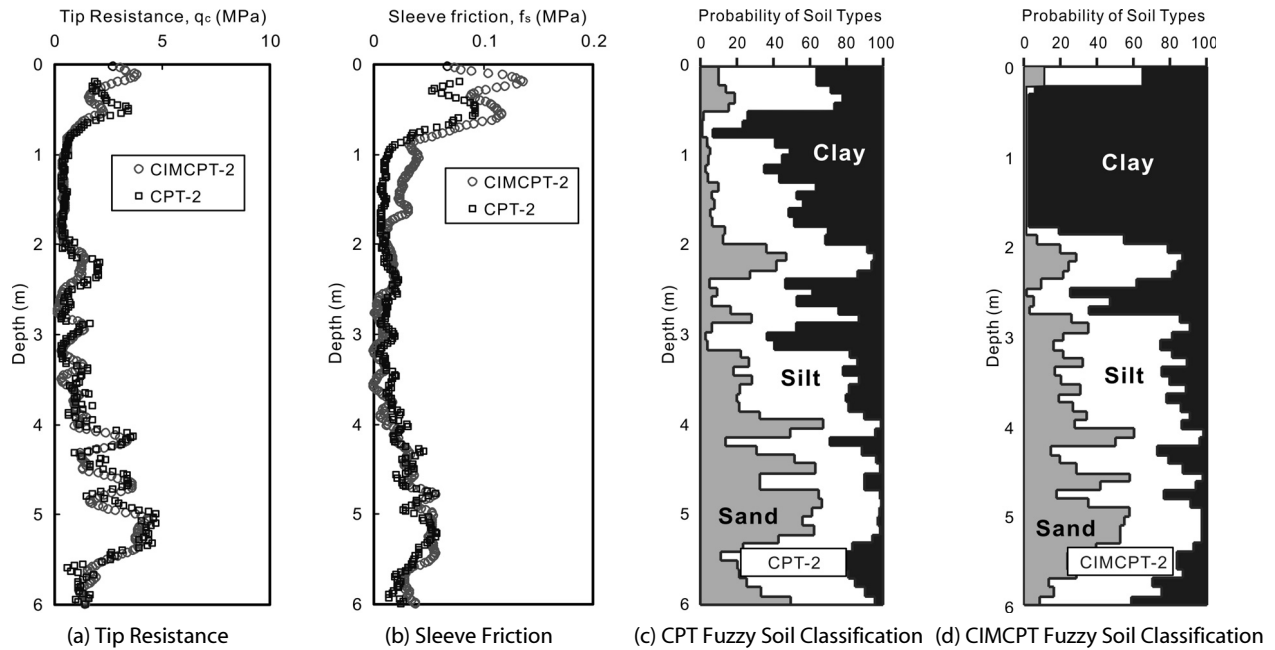 Tip Resistance, qc (MPa)
0 5 10
0
1
2
3
4
5
6
Depth (m)
CIMCPT-2
CPT-2
(a) Tip Resistance
Sleeve friction, fs (MPa)
0 0.1 0.2
0
1
2
3
4
5
6
Depth (m)
CIMCPT-2
CPT-2
(b) Sleeve Friction
Probability of Soil Types
0 20 40 60 80 100
0
1
2
3
4
5
6
Depth (m)
Clay
Silt
Sand
CPT-2
(c) CPT Fuzzy Soil Classification
Probability of Soil Types
0 20 40 60 80 100
0
1
2
3
4
5
6
Depth (m)
Clay
Silt
Sand
CIMCPT-2
(d) CIMCPT Fuzzy Soil Classification